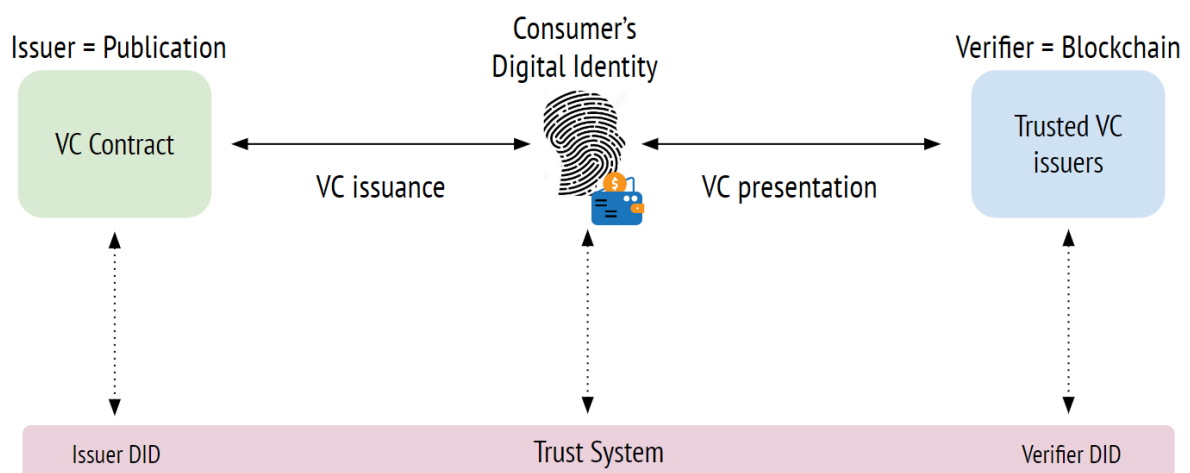 Consumer's
Digital Identity
Issuer = Publication
Verifier = Blockchain
VC Contract
Trusted VC
issuers
VC issuance
VC presentation
$
Issuer DID
Trust System
Verifier DID